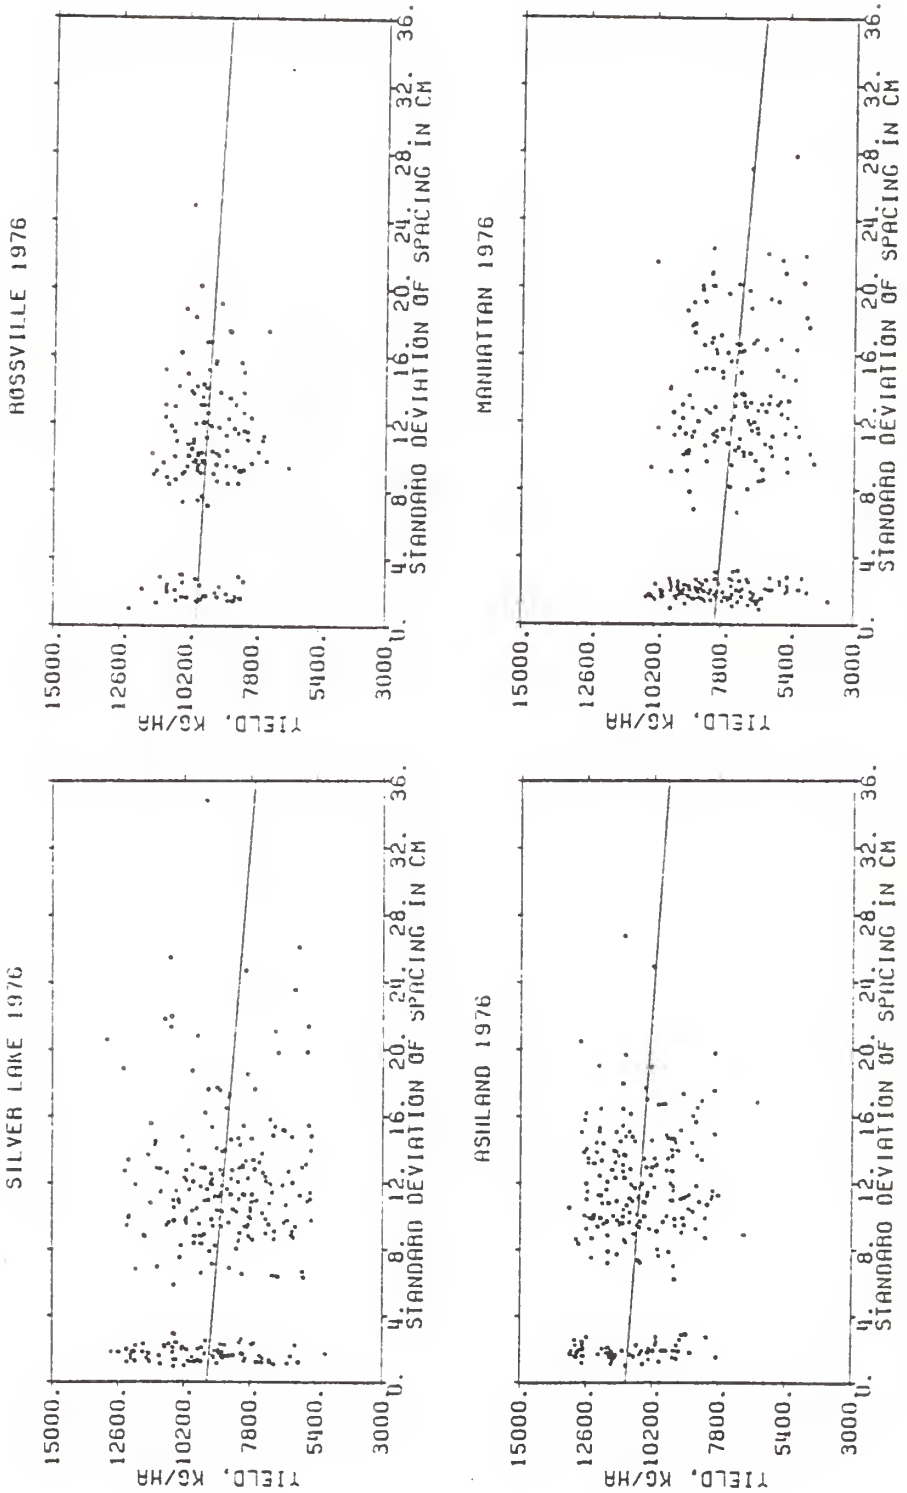 SILVER LAKE 1976
15000.
12600.
10200.
7800.
5400.
3000.
YIELD, KG/HA
0. 4. 8. 12. 16. 20. 24. 28. 32. 36.
STANDARD DEVIATION OF SPACING IN CM
ROSSVILLE 1976
15000.
12600.
10200.
7800.
5400.
3000.
YIELD, KG/HA
0. 4. 8. 12. 16. 20. 24. 28. 32. 36.
STANDARD DEVIATION OF SPACING IN CM
ASHLAND 1976
15000.
12600.
10200.
7800.
5400.
3000.
YIELD, KG/HA
0. 4. 8. 12. 16. 20. 24. 28. 32. 36.
STANDARD DEVIATION OF SPACING IN CM
MANHATTAN 1976
15000.
12600.
10200.
7800.
5400.
3000.
YIELD, KG/HA
0. 4. 8. 12. 16. 20. 24. 28. 32. 36.
STANDARD DEVIATION OF SPACING IN CM